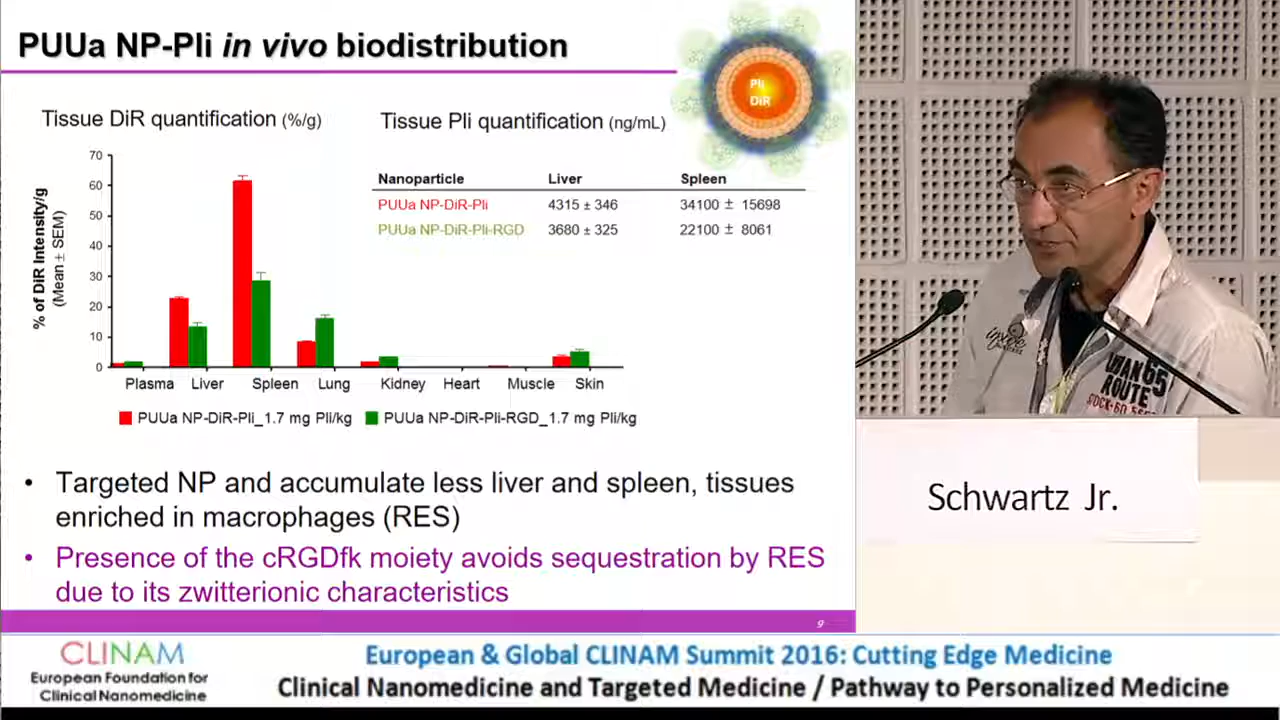 PUUa NP-Pli in vivo biodistribution
Pli
DiR
Tissue DiR quantification (%/g)
Tissue Pli quantification (ng/mL)
% of DiR Intensity/g
(Mean ± SEM)
70
60
50
40
30
20
10
0
Plasma Liver Spleen Lung Kidney Heart Muscle Skin
PUUa NP-DiR-Pli_1.7 mg Pli/kg PUUa NP-DiR-Pli-RGD_1.7 mg Pli/kg
Nanoparticle Liver Spleen
PUUa NP-DiR-Pli 4315 ± 346 34100 ± 15698
PUUa NP-DiR-Pli-RGD 3680 ± 325 22100 ± 8061
• Targeted NP and accumulate less liver and spleen, tissues
enriched in macrophages (RES)
• Presence of the cRGDfk moiety avoids sequestration by RES
due to its zwitterionic characteristics
9
65
ROUTE
Schwartz Jr.
CLINAM
European Foundation for
Clinical Nanomedicine
European & Global CLINAM Summit 2016: Cutting Edge Medicine
Clinical Nanomedicine and Targeted Medicine / Pathway to Personalized Medicine